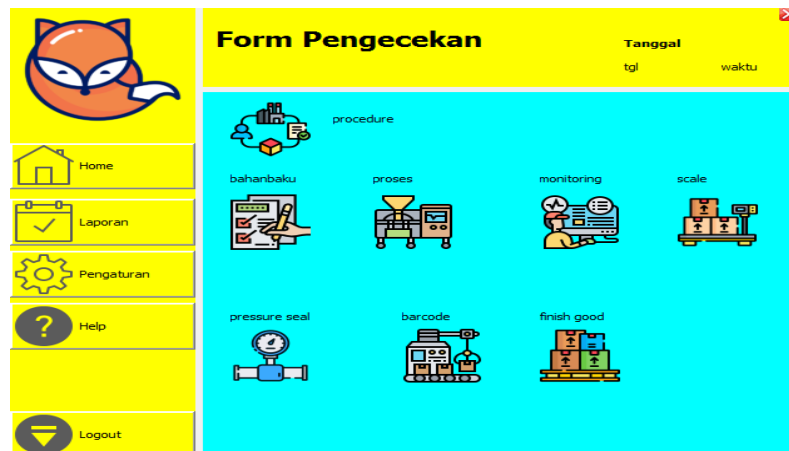 Form Pengecekan
Tanggal
tgl waktu
Home
Laporan
Pengaturan
? Help
Logout
procedure
bahanbaku proses monitoring scale
pressure seal barcode finish good